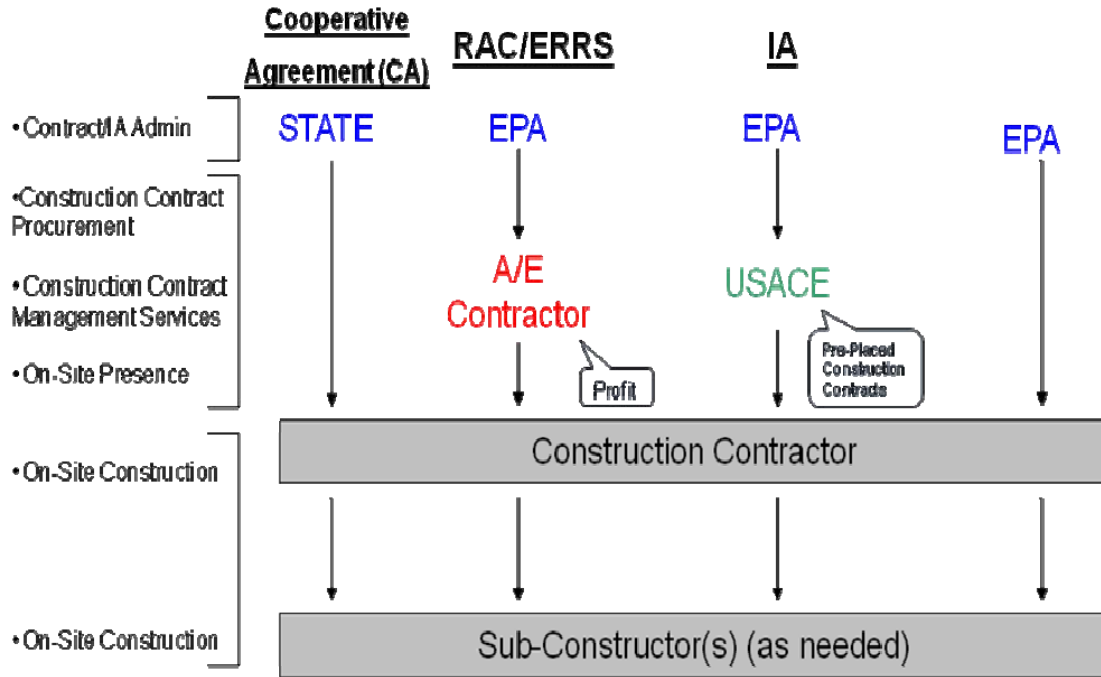 Cooperative
Agreement (CA)
RAC/ERRS
IA
•Contract/IA Admin
STATE
EPA
EPA
EPA
•Construction Contract
Procurement
•Construction Contract
Management Services
•On-Site Presence
A/E
Contractor
USACE
Profit
Pre-Placed
Construction
Contracts
Construction Contractor
•On-Site Construction
•On-Site Construction
Sub-Constructor(s) (as needed)